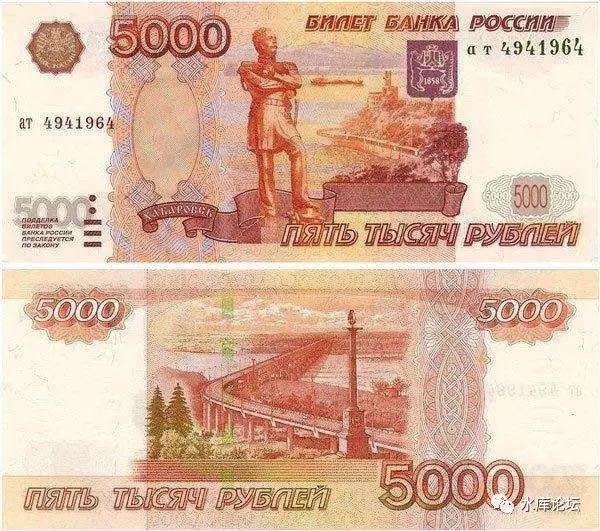 5000
БИЛЕТ БАНКА РОССИИ
ат 4941964
1858
ат 4941964
5000
5000
ПОДДЕЛКА
БИЛЕТОВ
БАНКА РОССИИ
ПРЕСЛЕДУЕТСЯ
ПО ЗАКОНУ
ХАБАРОВСК
ПЯТЬ ТЫСЯЧ РУБЛЕЙ
5000
5000
ПЯТЬ ТЫСЯЧ РУБЛЕЙ
5000
水库论坛